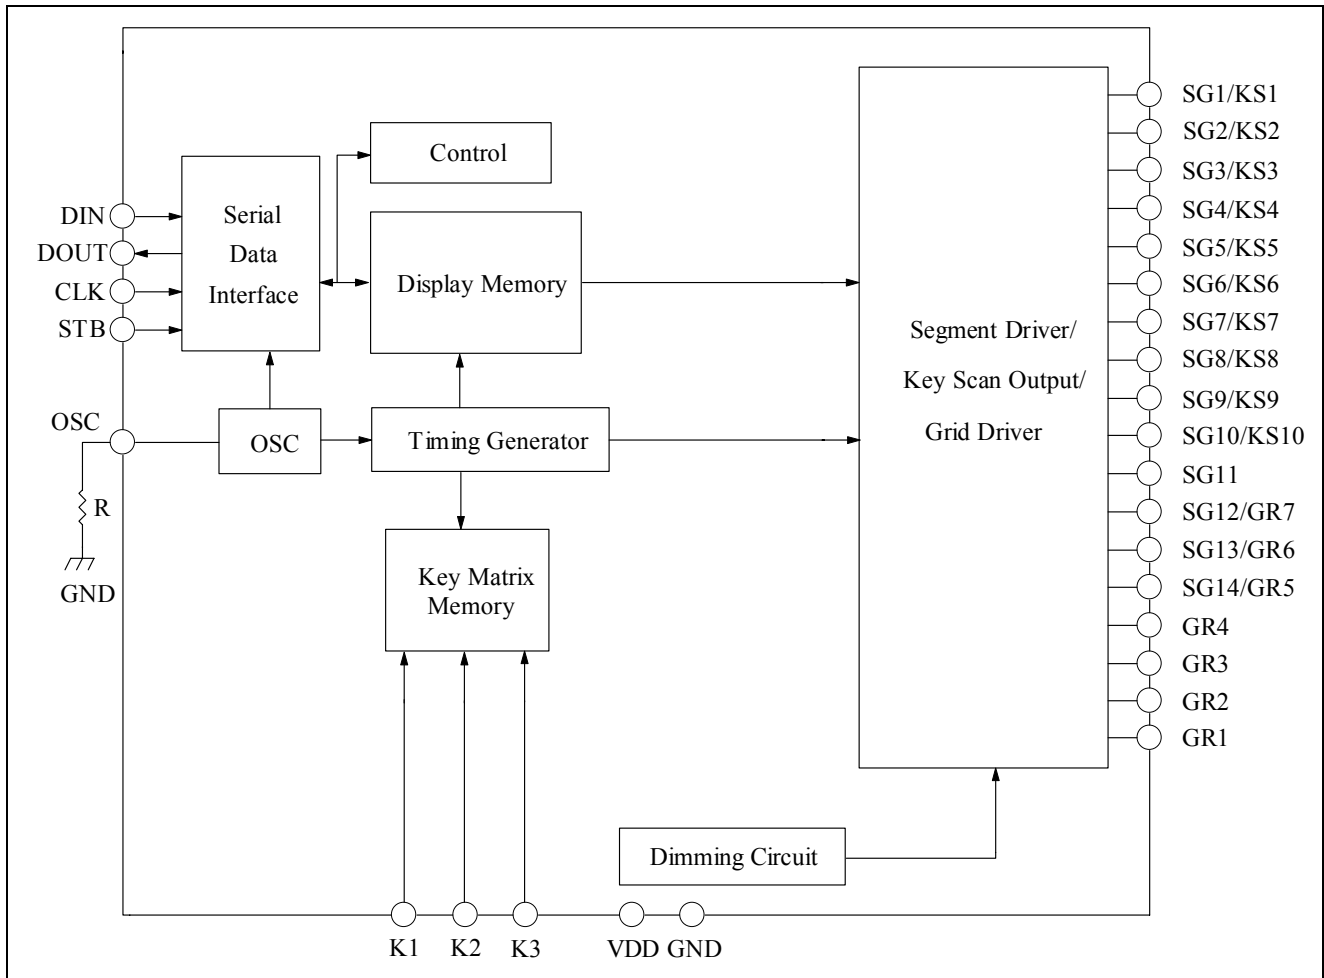 Control
Serial
Data
Interface
DIN
DOUT
CLK
STB
Display Memory
OSC
OSC
Timing Generator
R
GND
Key Matrix
Memory
Segment Driver/
Key Scan Output/
Grid Driver
SG1/KS1
SG2/KS2
SG3/KS3
SG4/KS4
SG5/KS5
SG6/KS6
SG7/KS7
SG8/KS8
SG9/KS9
SG10/KS10
SG11
SG12/GR7
SG13/GR6
SG14/GR5
GR4
GR3
GR2
GR1
Dimming Circuit
K1
K2
K3
VDD
GND